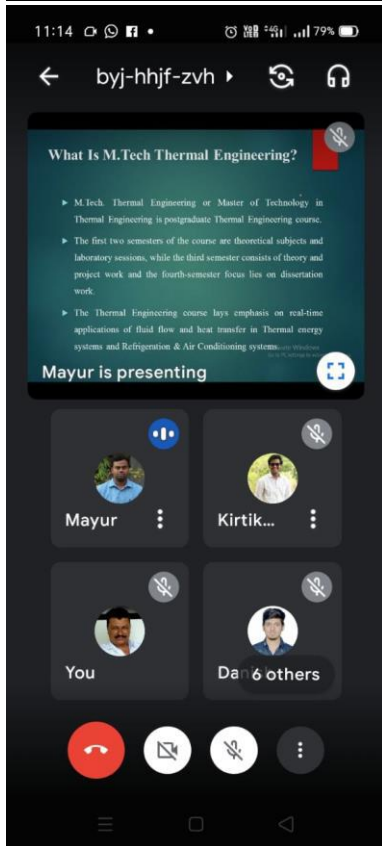 11:14
79%
byj-hhjf-zvh
What Is M.Tech Thermal Engineering?
M.Tech. Thermal Engineering or Master of Technology in
Thermal Engineering is postgraduate Thermal Engineering course.
The first two semesters of the course are theoretical subjects and
laboratory sessions, while the third semester consists of theory and
project work and the fourth-semester focus lies on dissertation
work.
The Thermal Engineering course lays emphasis on real-time
applications of fluid flow and heat transfer in Thermal energy
systems and Refrigeration & Air Conditioning systems.
Mayur is presenting
Mayur
Kirtik...
You
6 others